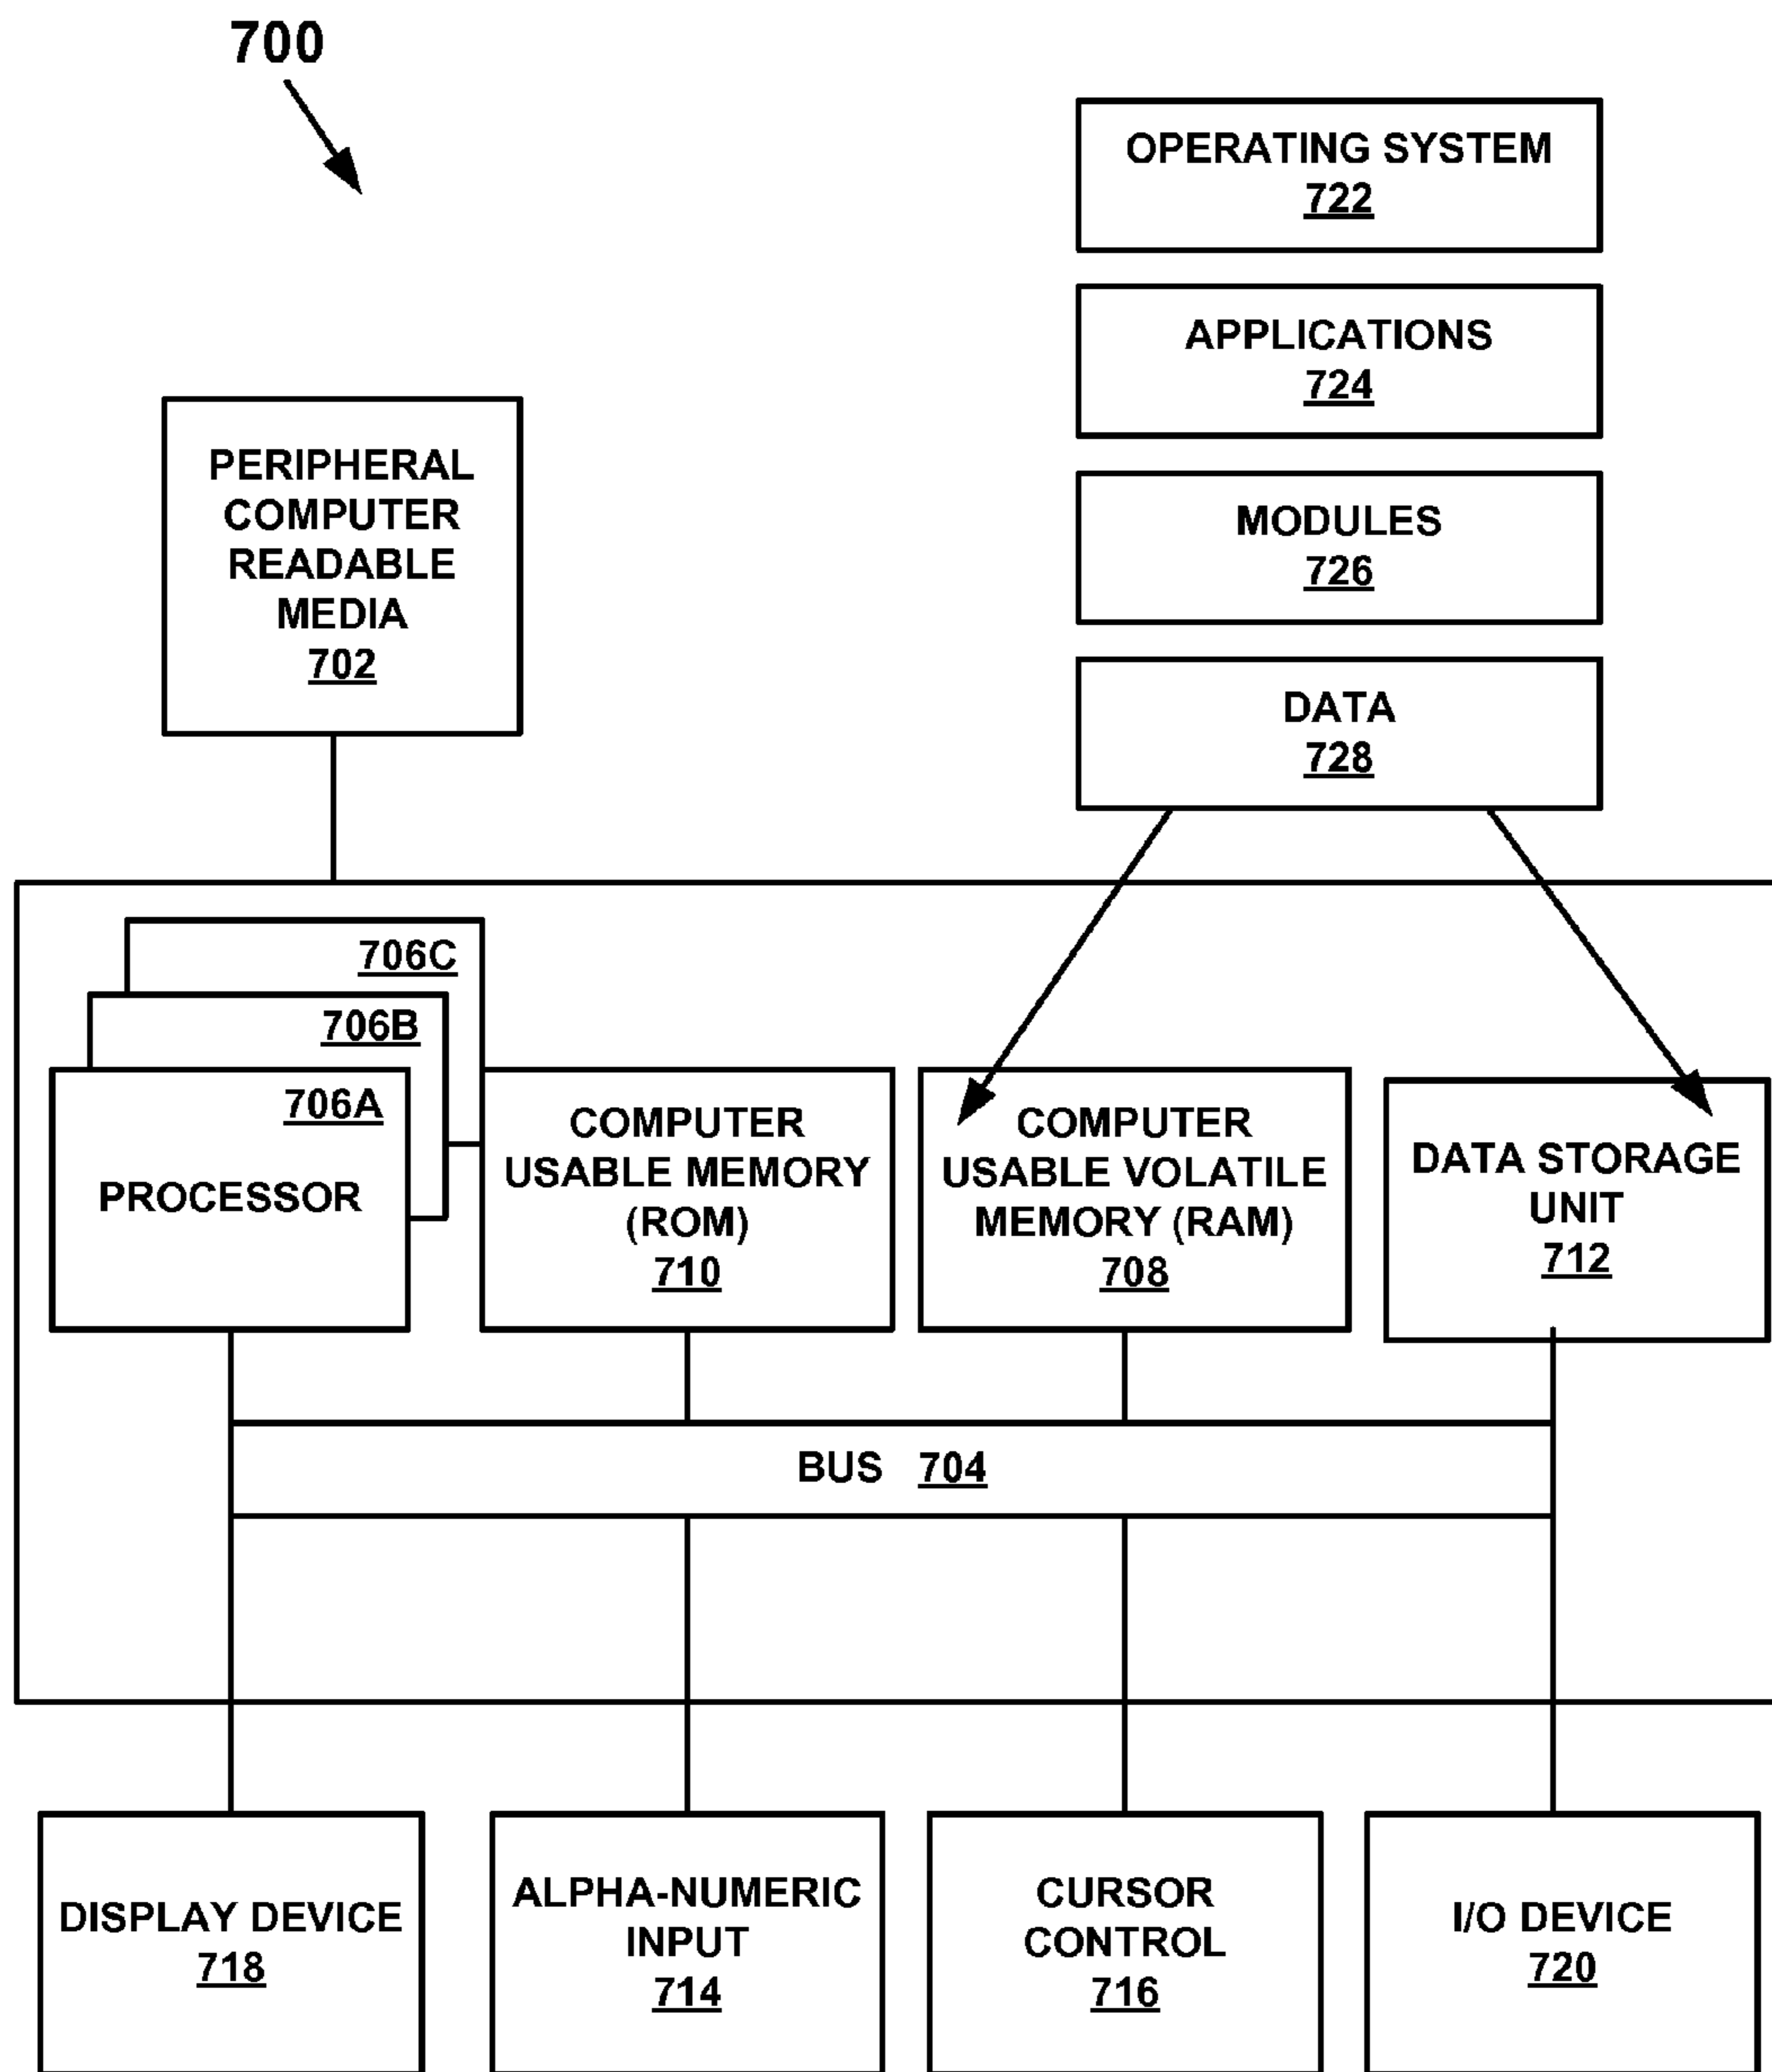 700
OPERATING SYSTEM
722
APPLICATIONS
724
MODULES
726
DATA
728
PERIPHERAL
COMPUTER
READABLE
MEDIA
702
706C
706B
706A
PROCESSOR
COMPUTER
USABLE MEMORY
(ROM)
710
COMPUTER
USABLE VOLATILE
MEMORY (RAM)
708
DATA STORAGE
UNIT
712
BUS 704
DISPLAY DEVICE
718
ALPHA-NUMERIC
INPUT
714
CURSOR
CONTROL
716
I/O DEVICE
720